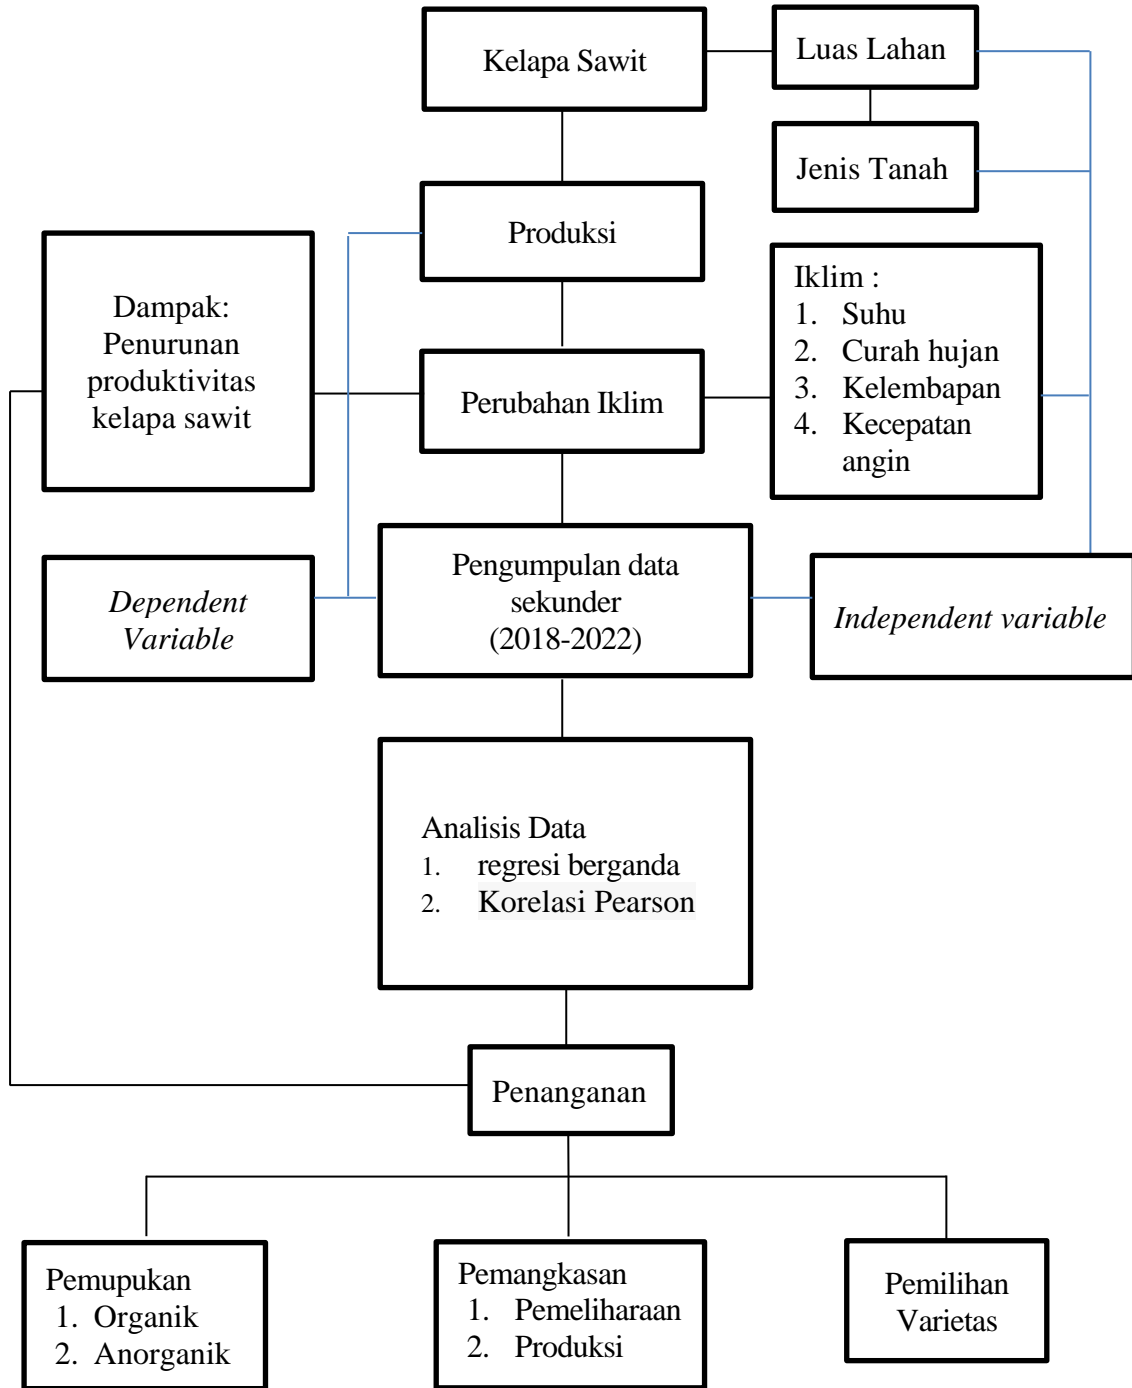 Kelapa Sawit
Luas Lahan
Jenis Tanah
Produksi
Dampak:
Penurunan
produktivitas
kelapa sawit
Perubahan Iklim
Iklim :
1. Suhu
2. Curah hujan
3. Kelembapan
4. Kecepatan
angin
Dependent
Variable
Pengumpulan data
sekunder
(2018-2022)
Independent variable
Analisis Data
1. regresi berganda
2. Korelasi Pearson
Penanganan
Pemupukan
1. Organik
2. Anorganik
Pemangkasan
1. Pemeliharaan
2. Produksi
Pemilihan
Varietas